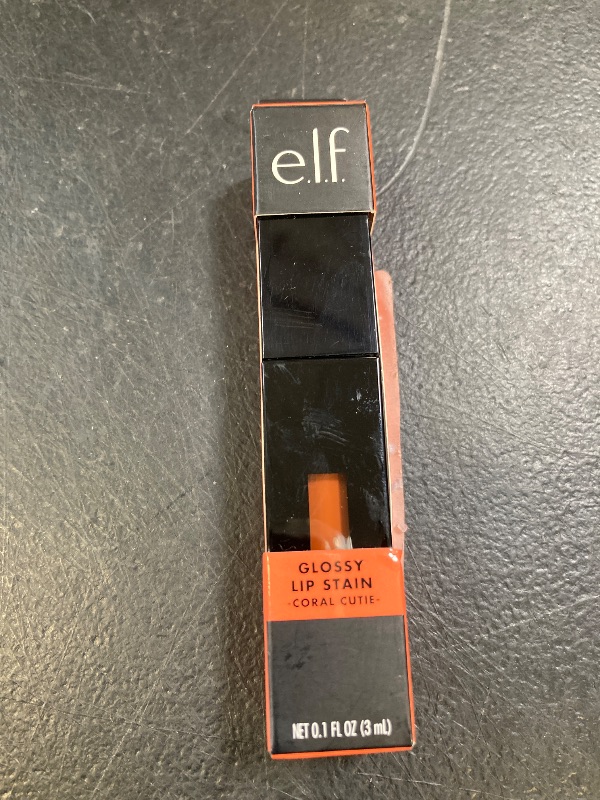 e.l.f.
GLOSSY
LIP STAIN
-CORAL CUTIE-
NET 0.1 FL OZ (3 mL)